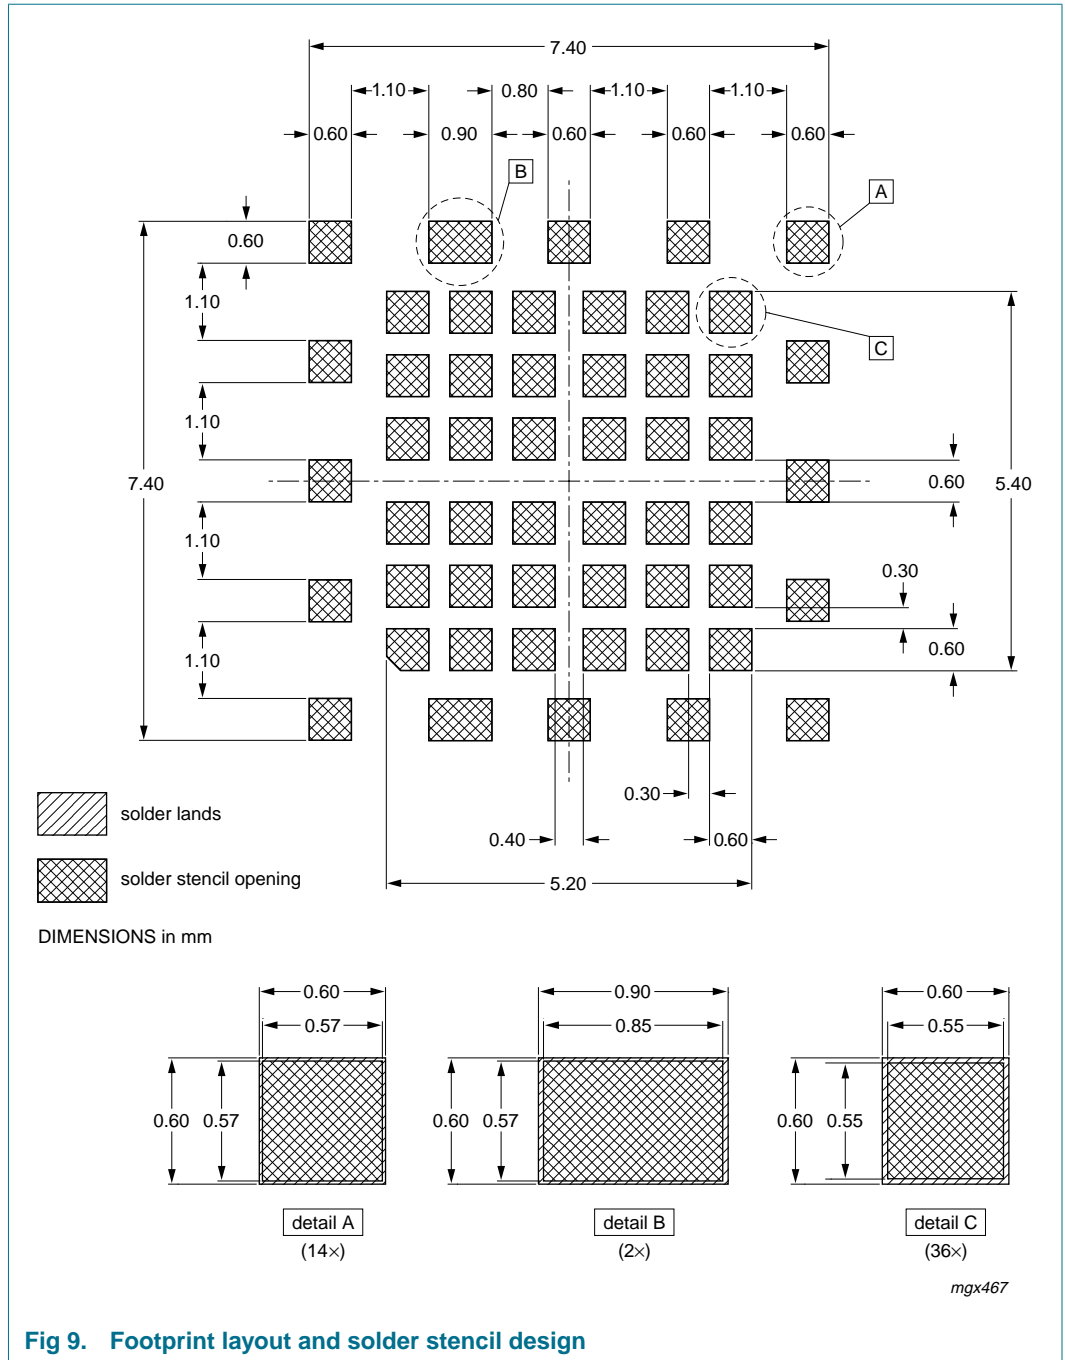 7.40
1.10 0.80 1.10 1.10
0.60 0.90 0.60 0.60 0.60
B
A
0.60
1.10
C
1.10
7.40 0.60 5.40
1.10
0.30
0.60
1.10
0.30
solder lands
0.40 0.60
solder stencil opening
5.20
DIMENSIONS in mm
0.60 0.90 0.60
0.57 0.85 0.55
0.60 0.57 0.60 0.57 0.60 0.55
detail A detail B detail C
(14×) (2×) (36×)
mgx467
Fig 9. Footprint layout and solder stencil design